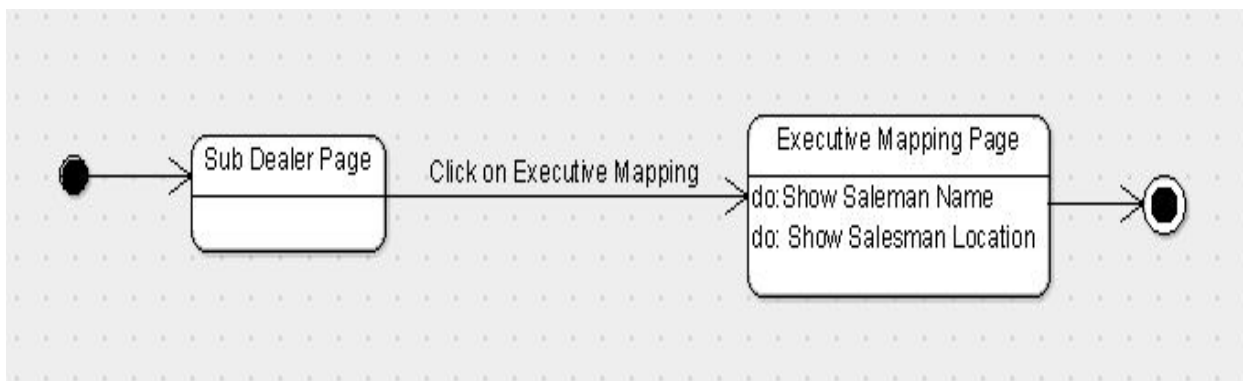 Sub Dealer Page
Click on Executive Mapping
Executive Mapping Page
do:Show Saleman Name
do: Show Salesman Location